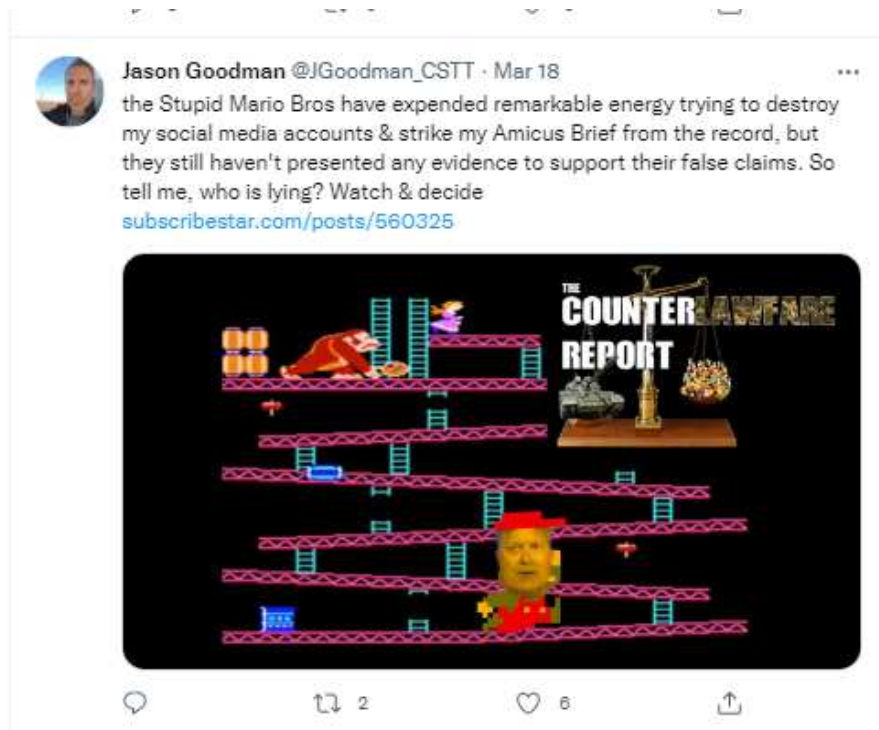 Jason Goodman @JGoodman_CSTT · Mar 18
the Stupid Mario Bros have expended remarkable energy trying to destroy
my social media accounts & strike my Amicus Brief from the record, but
they still haven't presented any evidence to support their false claims. So
tell me, who is lying? Watch & decide
subscribestar.com/posts/560325
THE
COUNTERLAWFARE
REPORT
2
6